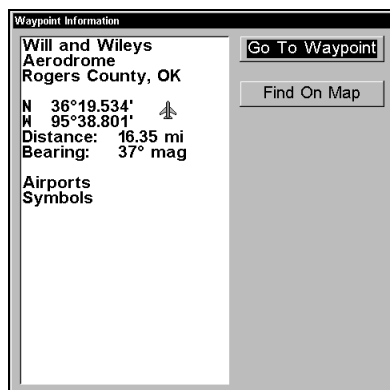 Waypoint Information
Will and Wileys
Aerodrome
Rogers County, OK
N 36°19.534'
W 95°38.801'
Distance: 16.35 mi
Bearing: 37° mag
Airports
Symbols
Go To Waypoint
Find On Map